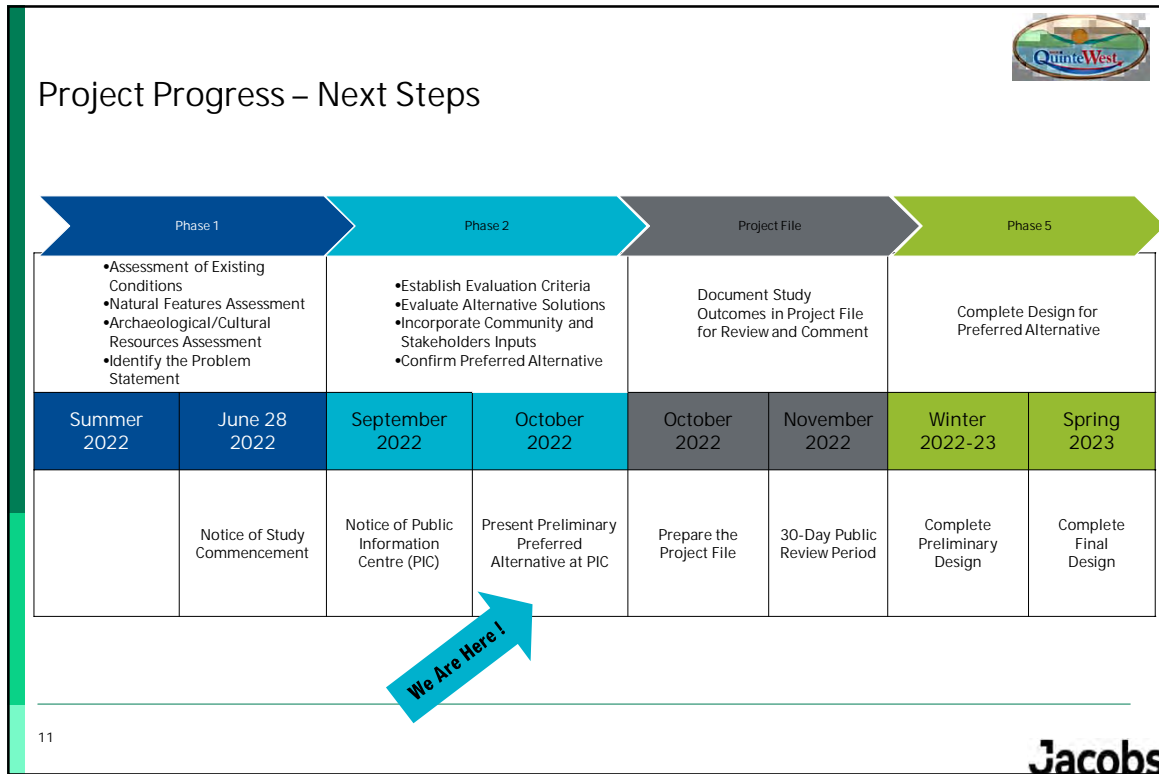 QuinteWest
Project Progress – Next Steps
Phase 1
Phase 2
Project File
Phase 5
•Assessment of Existing
Conditions
•Natural Features Assessment
•Archaeological/Cultural
Resources Assessment
•Identify the Problem
Statement
•Establish Evaluation Criteria
•Evaluate Alternative Solutions
•Incorporate Community and
Stakeholders Inputs
•Confirm Preferred Alternative
Document Study
Outcomes in Project File
for Review and Comment
Complete Design for
Preferred Alternative
Summer
2022
June 28
2022
September
2022
October
2022
October
2022
November
2022
Winter
2022-23
Spring
2023
Notice of Study
Commencement
Notice of Public
Information
Centre (PIC)
Present Preliminary
Preferred
Alternative at PIC
Prepare the
Project File
30-Day Public
Review Period
Complete
Preliminary
Design
Complete
Final
Design
We Are Here !
11
Jacobs